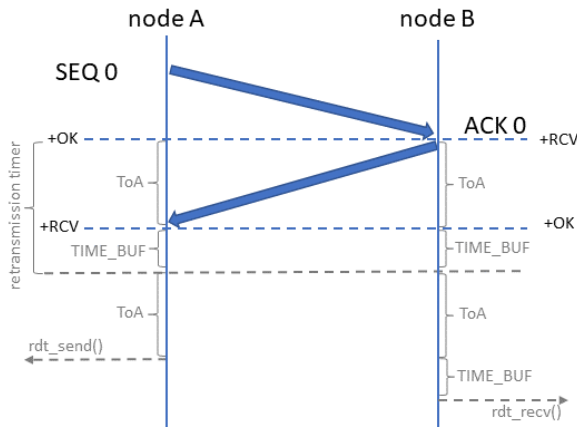 node A
node B
SEQ 0
ACK 0
+OK
+RCV
retransmission timer
ToA
ToA
+RCV
+OK
TIME_BUF
TIME_BUF
ToA
ToA
rdt_send()
TIME_BUF
rdt_recv()